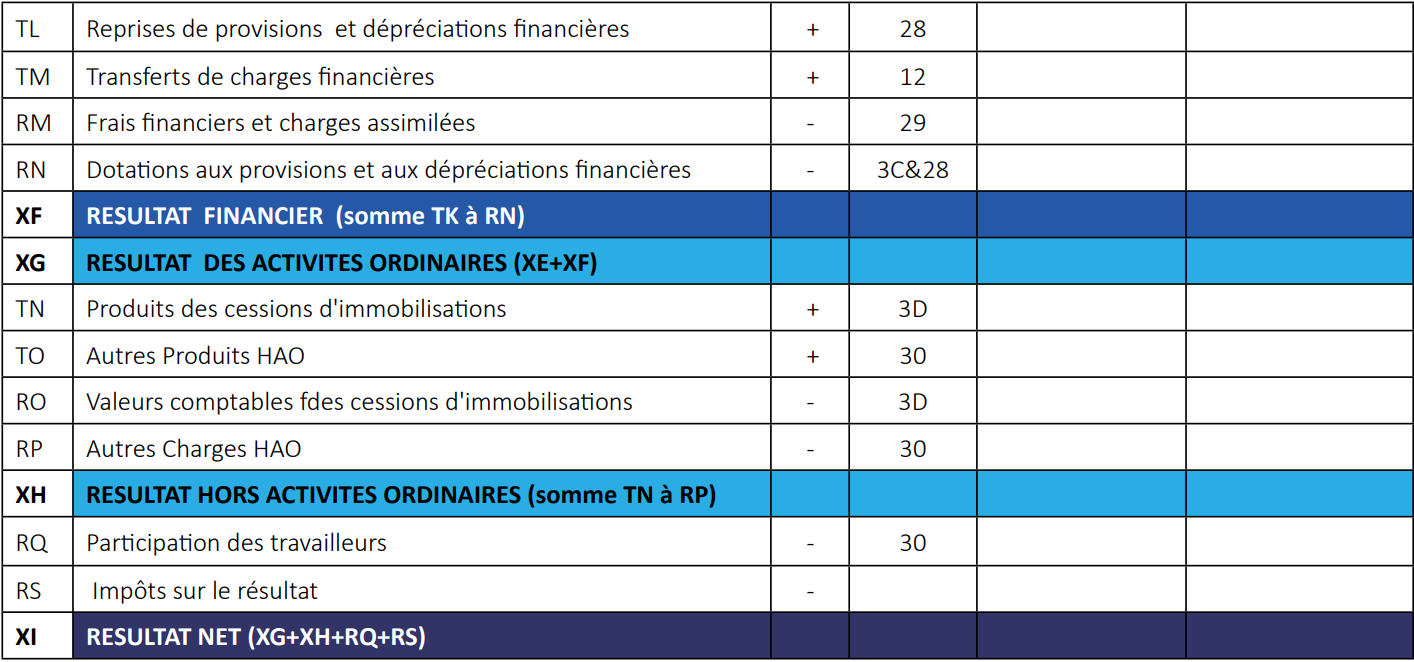 TL Reprises de provisions et dépréciations financières + 28
TM Transferts de charges financières + 12
RM Frais financiers et charges assimilées - 29
RN Dotations aux provisions et aux dépréciations financières - 3C&28
XF RESULTAT FINANCIER (somme TK à RN)
XG RESULTAT DES ACTIVITES ORDINAIRES (XE+XF)
TN Produits des cessions d'immobilisations + 3D
TO Autres Produits HAO + 30
RO Valeurs comptables fdes cessions d'immobilisations - 3D
RP Autres Charges HAO - 30
XH RESULTAT HORS ACTIVITES ORDINAIRES (somme TN à RP)
RQ Participation des travailleurs - 30
RS Impôts sur le résultat -
XI RESULTAT NET (XG+XH+RQ+RS)